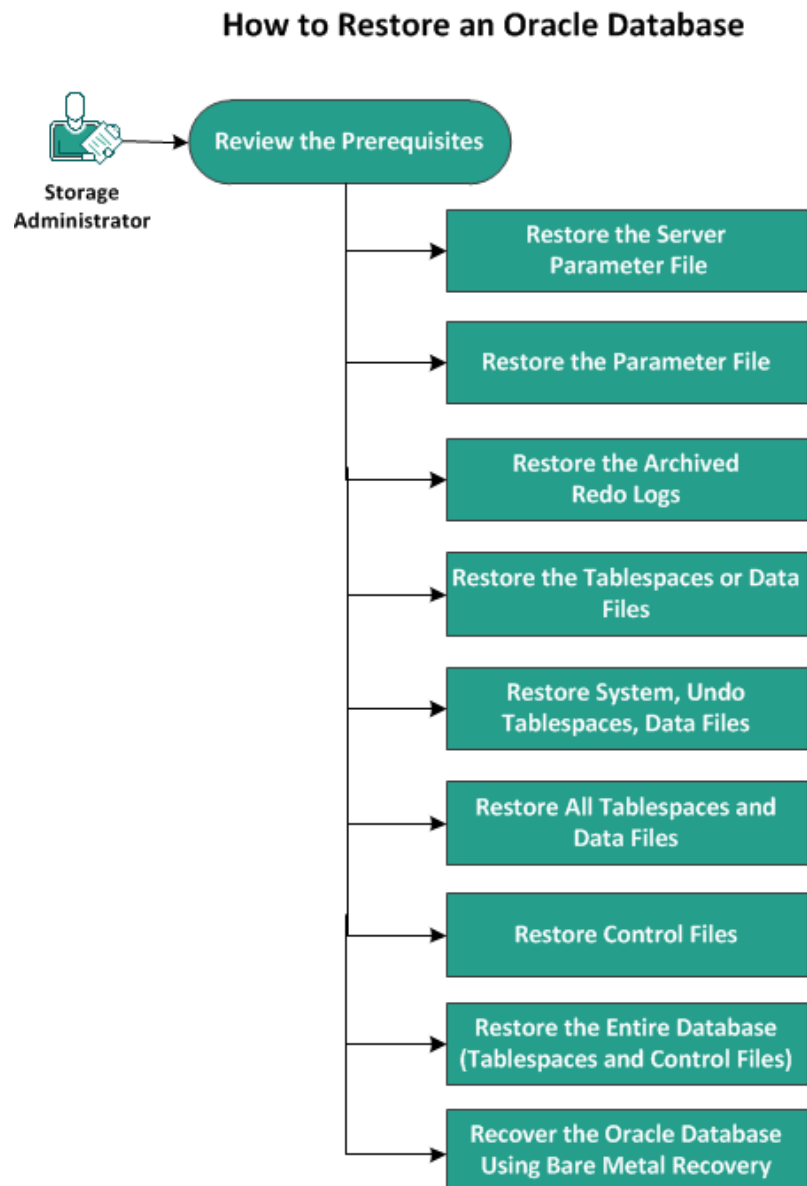 How to Restore an Oracle Database
Review the Prerequisites
Storage
Administrator
Restore the Server
Parameter File
Restore the Parameter File
Restore the Archived
Redo Logs
Restore the Tablespaces or Data
Files
Restore System, Undo
Tablespaces, Data Files
Restore All Tablespaces and
Data Files
Restore Control Files
Restore the Entire Database
(Tablespaces and Control Files)
Recover the Oracle Database
Using Bare Metal Recovery